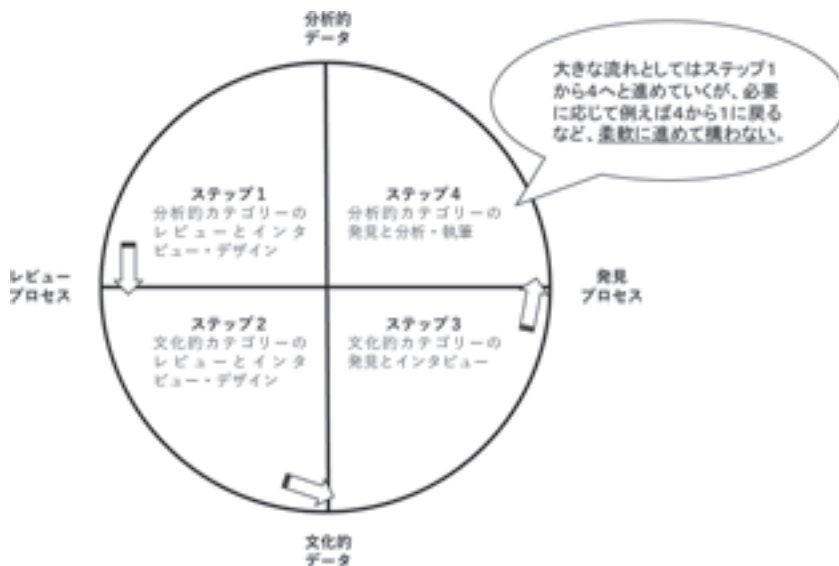 分析的
データ
大きな流れとしてはステップ1
から4へと進めていくが、必要
に応じて例えば4から1に戻る
など、柔軟に進めて構わない。
ステップ1
分析的カテゴリーの
レビューとインタ
ビュー・デザイン
ステップ4
分析的カテゴリーの
発見と分析・執筆
レビュー
プロセス
発見
プロセス
ステップ2
文化的カテゴリーの
レビューとインタ
ビュー・デザイン
ステップ3
文化的カテゴリーの
発見とインタビュー
文化的
データ